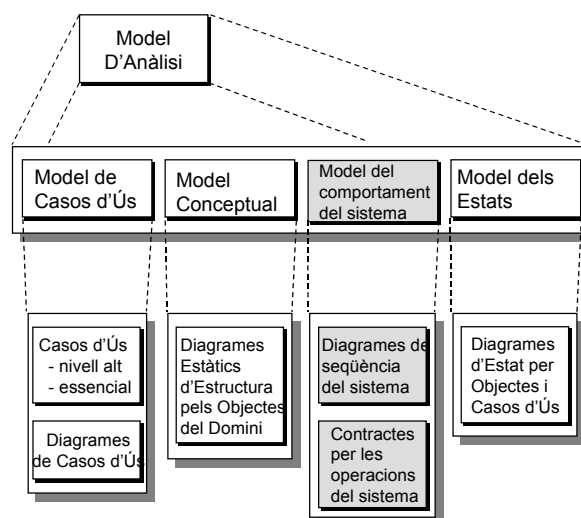 Model
D'Anàlisi
Model de
Casos d'Ús
Model
Conceptual
Model del
comportament
del sistema
Model dels
Estats
Casos d'Ús
- nivell alt
- essencial
Diagrames
de Casos d'Ús
Diagrames
Estàtics
d'Estructura
pels Objectes
del Domini
Diagrames de
seqüència
del sistema
Contractes
per les
operacions
del sistema
Diagrames
d'Estat per
Objectes i
Casos d'Ús